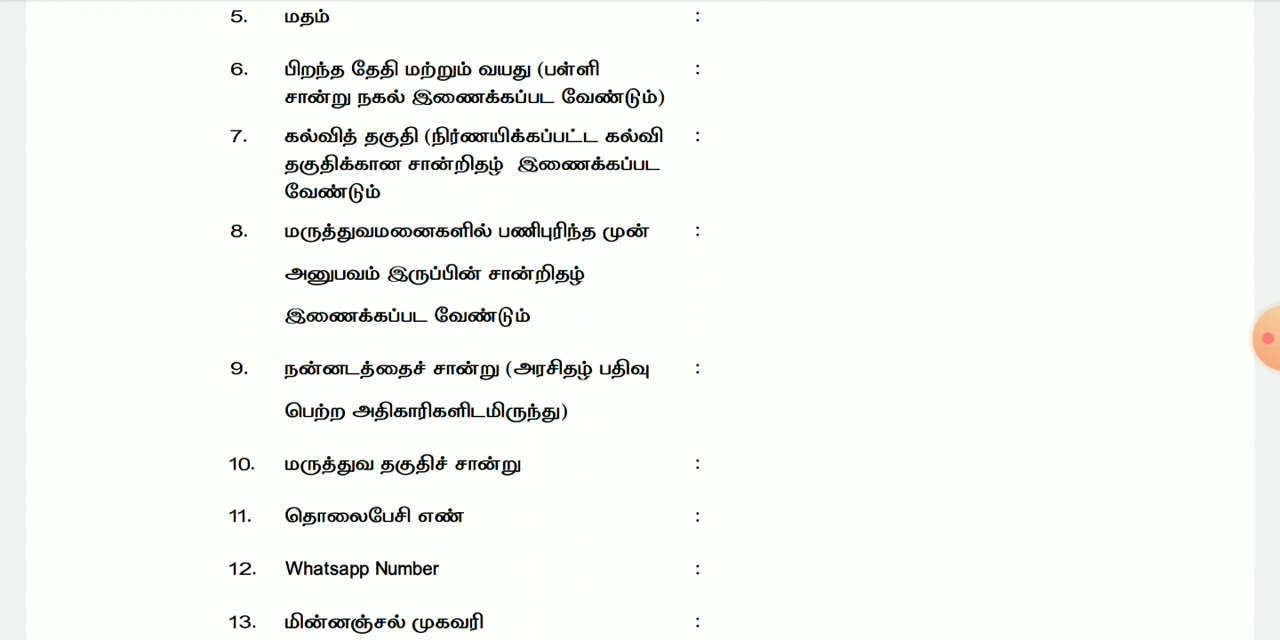 5. மதம் :
6. பிறந்த தேதி மற்றும் வயது (பள்ளி :
சான்று நகல் இணைக்கப்பட வேண்டும்)
7. கல்வித் தகுதி (நிர்ணயிக்கப்பட்ட கல்வி :
தகுதிக்கான சான்றிதழ் இணைக்கப்பட
வேண்டும்
8. மருத்துவமனைகளில் பணிபுரிந்த முன் :
அனுபவம் இருப்பின் சான்றிதழ்
இணைக்கப்பட வேண்டும்
9. நன்னடத்தைச் சான்று (அரசிதழ் பதிவு :
பெற்ற அதிகாரிகளிடமிருந்து)
10. மருத்துவ தகுதிச் சான்று :
11. தொலைபேசி எண் :
12. Whatsapp Number :
13. மின்னஞ்சல் முகவரி :